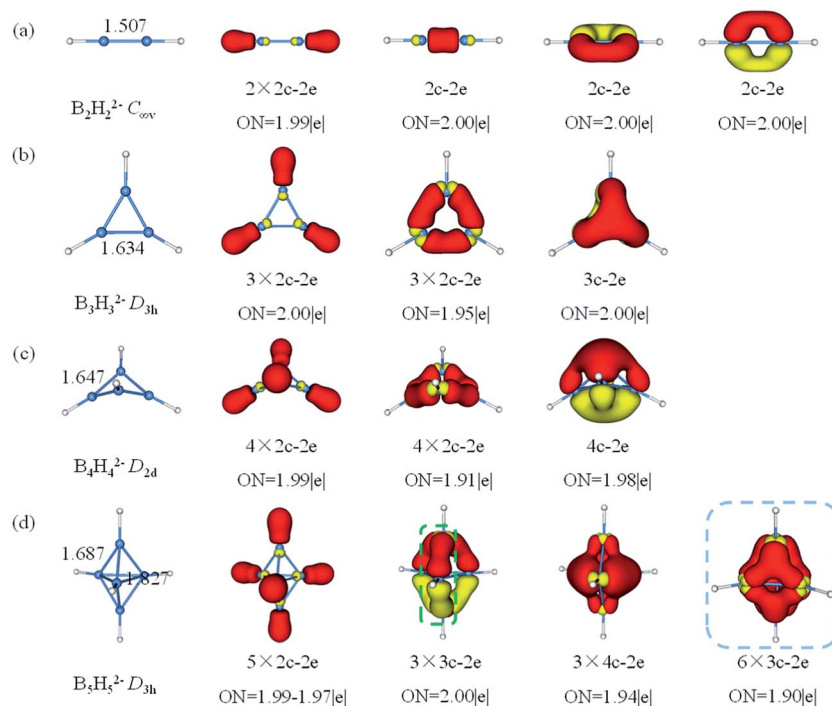 (a)
1.507
2×2c-2e 2c-2e 2c-2e 2c-2e
B₂H₂²⁻ C∞v
ON=1.99|e| ON=2.00|e| ON=2.00|e| ON=2.00|e|
(b)
1.634
3×2c-2e 3×2c-2e 3c-2e
B₃H₃²⁻ D₃h
ON=2.00|e| ON=1.95|e| ON=2.00|e|
(c)
1.647
4×2c-2e 4×2c-2e 4c-2e
B₄H₄²⁻ D₂d
ON=1.99|e| ON=1.91|e| ON=1.98|e|
(d)
1.687
1.827
5×2c-2e 3×3c-2e 3×4c-2e 6×3c-2e
B₅H₅²⁻ D₃h
ON=1.99-1.97|e| ON=2.00|e| ON=1.94|e| ON=1.90|e|